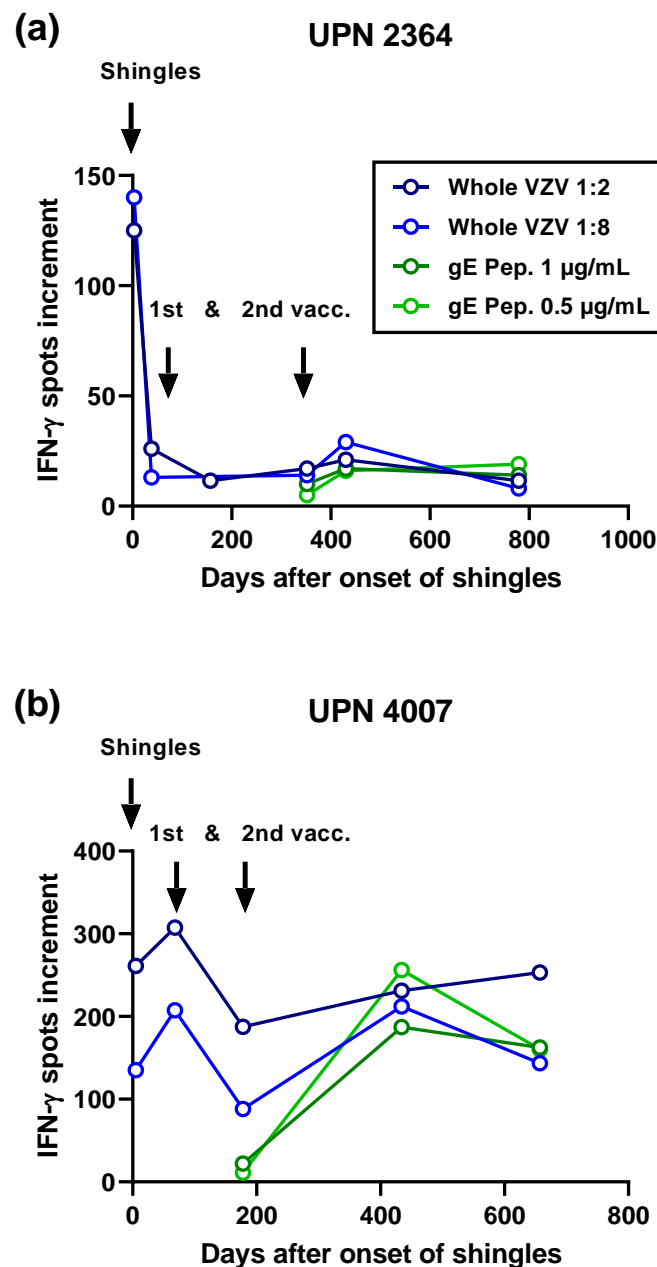 (a)
UPN 2364
Shingles
150
100
50
0
IFN-γ spots increment
1st & 2nd vacc.
Whole VZV 1:2
Whole VZV 1:8
gE Pep. 1 µg/mL
gE Pep. 0.5 µg/mL
0 200 400 600 800 1000
Days after onset of shingles
(b)
UPN 4007
Shingles
1st & 2nd vacc.
400
300
200
100
0
IFN-γ spots increment
0 200 400 600 800
Days after onset of shingles